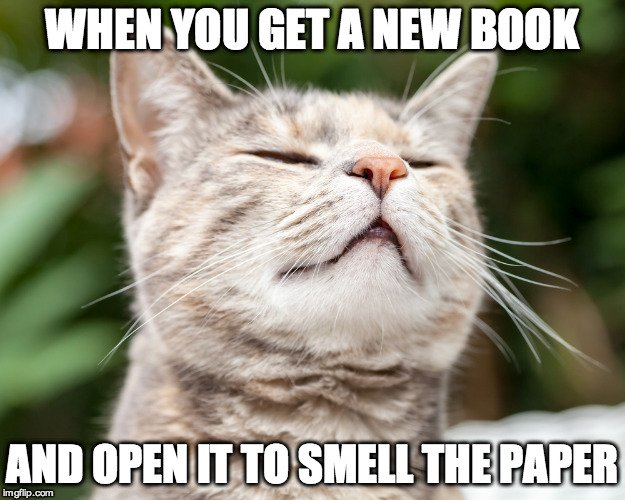 WHEN YOU GET A NEW BOOK
AND OPEN IT TO SMELL THE PAPER
imgflip.com